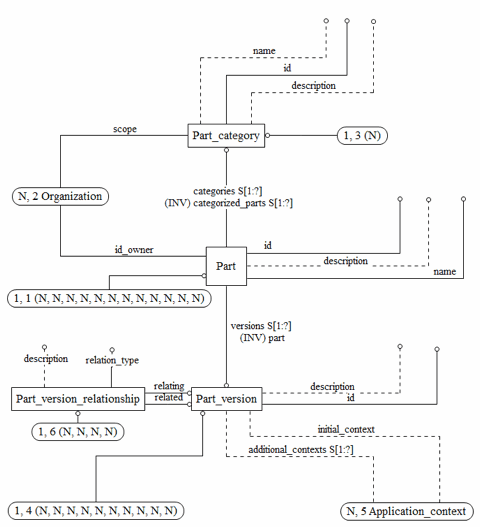 name
id
description
scope
Part_category
1, 3 (N)
N, 2 Organization
categories S[1:?]
(INV) categorized_parts S[1:?]
id_owner
Part
id
description
name
1, 1 (N, N, N, N, N, N, N, N, N, N, N, N)
versions S[1:?]
(INV) part
description
relation_type
Part_version_relationship
relating
related
Part_version
description
id
1, 6 (N, N, N, N)
initial_context
additional_contexts S[1:?]
1, 4 (N, N, N, N, N, N, N, N, N, N)
N, 5 Application_context